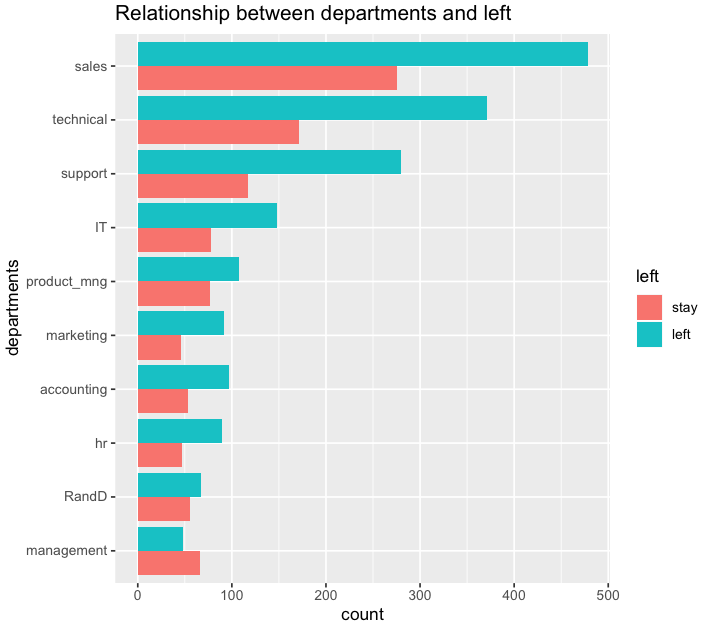 Relationship between departments and left
departments
sales
technical
support
IT
product_mng
marketing
accounting
hr
RandD
management
0 100 200 300 400 500
count
left
stay
left